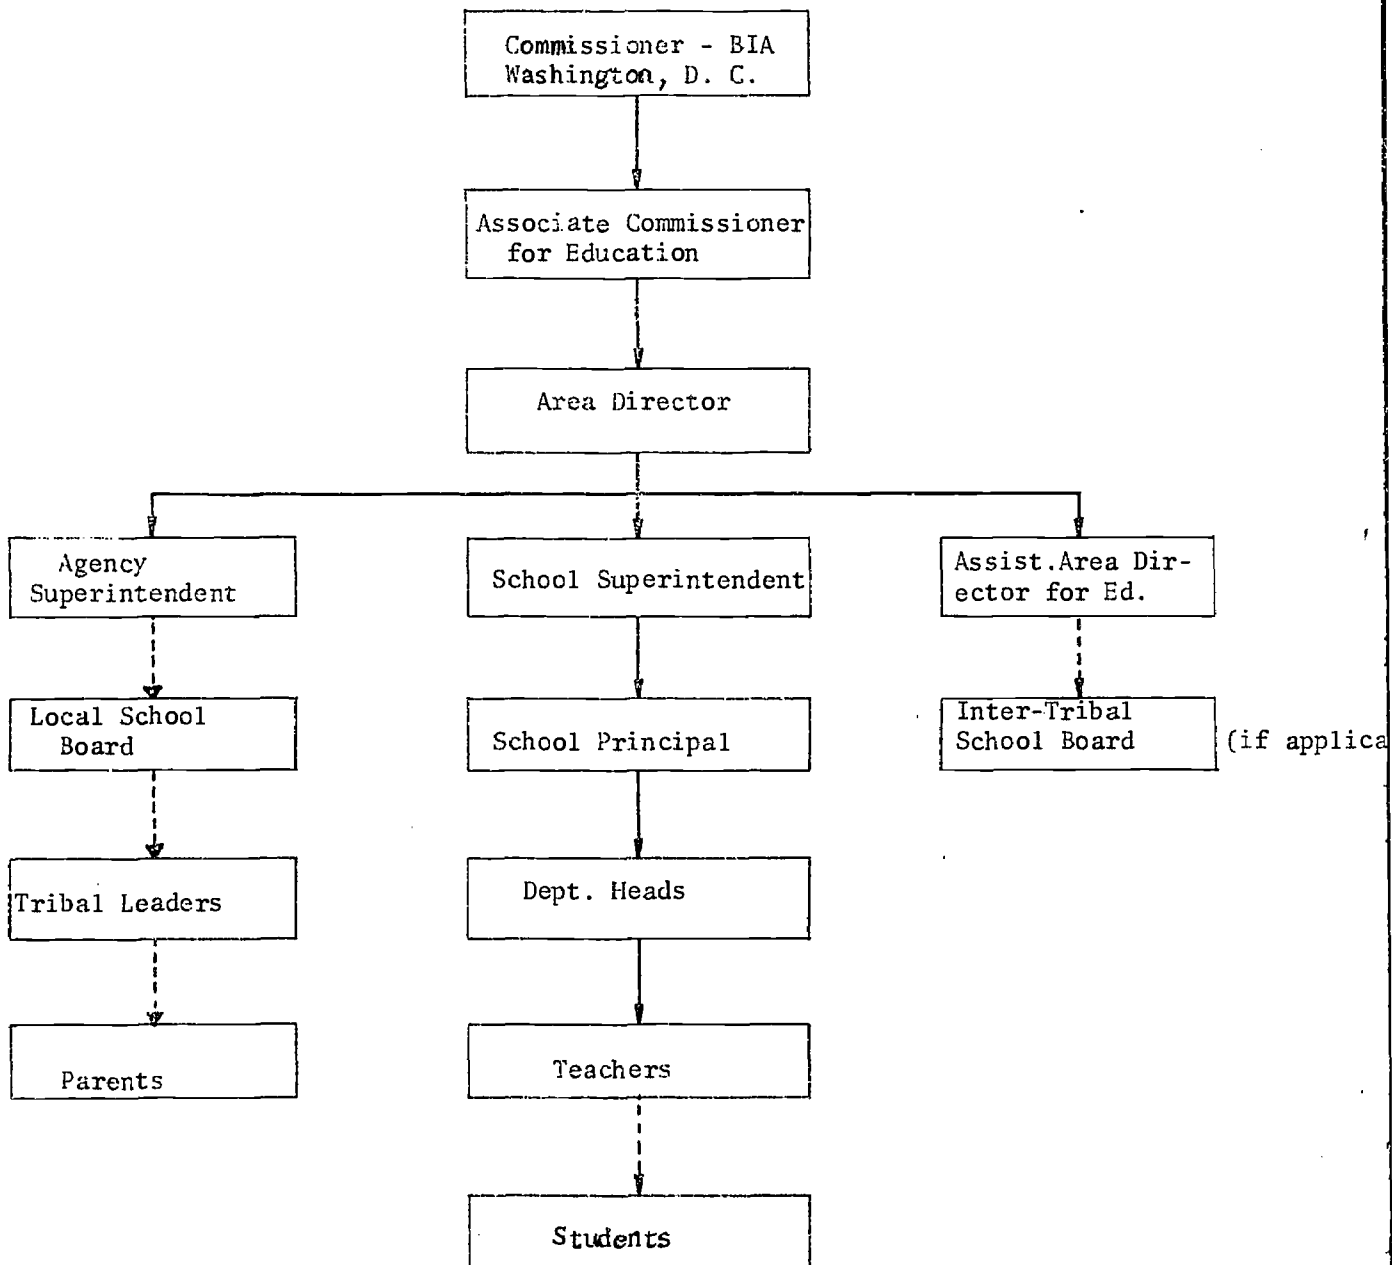 Commissioner - BIA
Washington, D. C.
Associate Commissioner
for Education
Area Director
Agency
Superintendent
School Superintendent
Assist.Area Dir-
ector for Ed.
Local School
Board
School Principal
Inter-Tribal
School Board
(if applica
Tribal Leaders
Dept. Heads
Parents
Teachers
Students